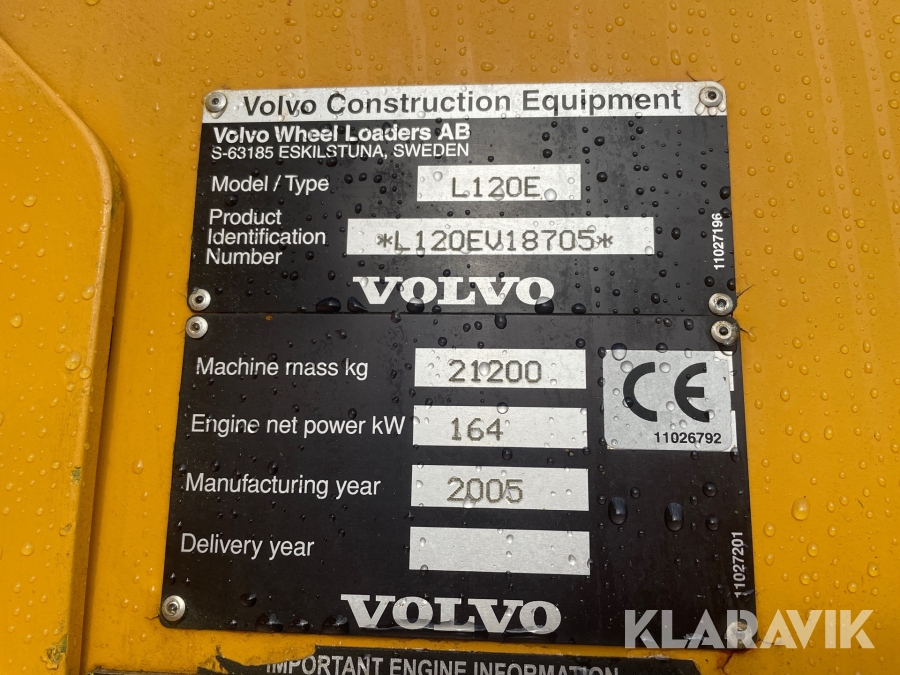 Volvo Construction Equipment
Volvo Wheel Loaders AB
S-63185 ESKILSTUNA, SWEDEN
Model / Type L120E
Product
Identification
Number
*L120EV18705*
11027196
VOLVO
Machine mass kg 21200
CE
Engine net power kW 164
11026792
Manufacturing year 2005
Delivery year
11027201
VOLVO
KLARAVIK
IMPORTANT ENGINE INFORMATION